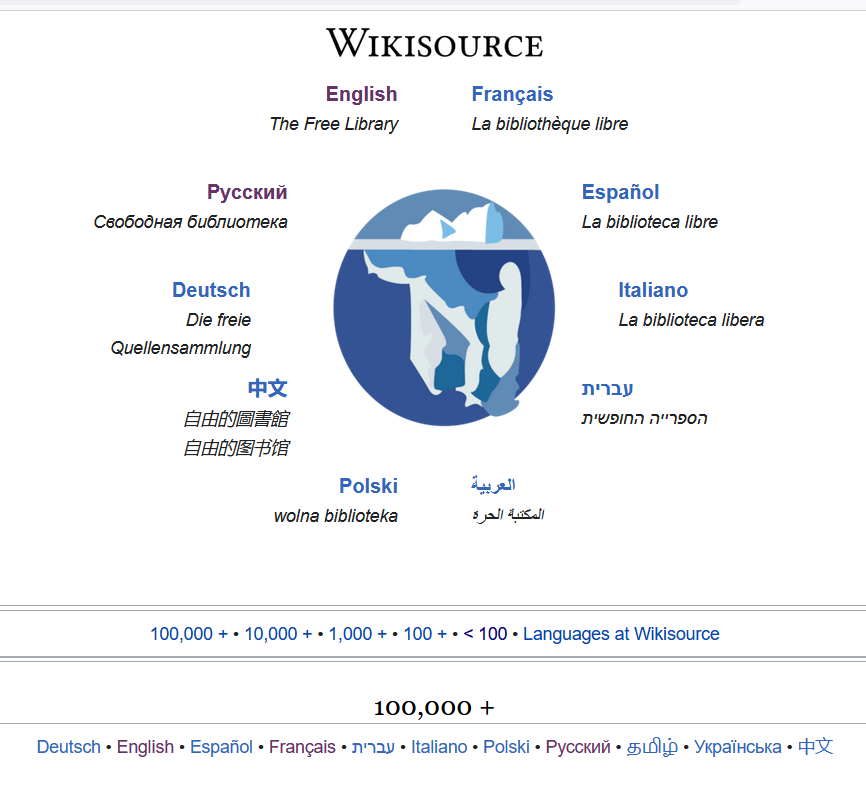 WIKISOURCE
English
The Free Library
Français
La bibliothèque libre
Русский
Свободная библиотека
Español
La biblioteca libre
Deutsch
Die freie
Quellensammlung
Italiano
La biblioteca libera
中文
自由的圖書館
自由的图书馆
עברית
הספרייה החופשית
Polski
wolna biblioteka
العربية
المكتبة الحرة
100,000 + • 10,000 + • 1,000 + • 100 + • < 100 • Languages at Wikisource
100,000 +
Deutsch • English • Español • Français • עברית • Italiano • Polski • Русский • தமிழ் • Українська • 中文